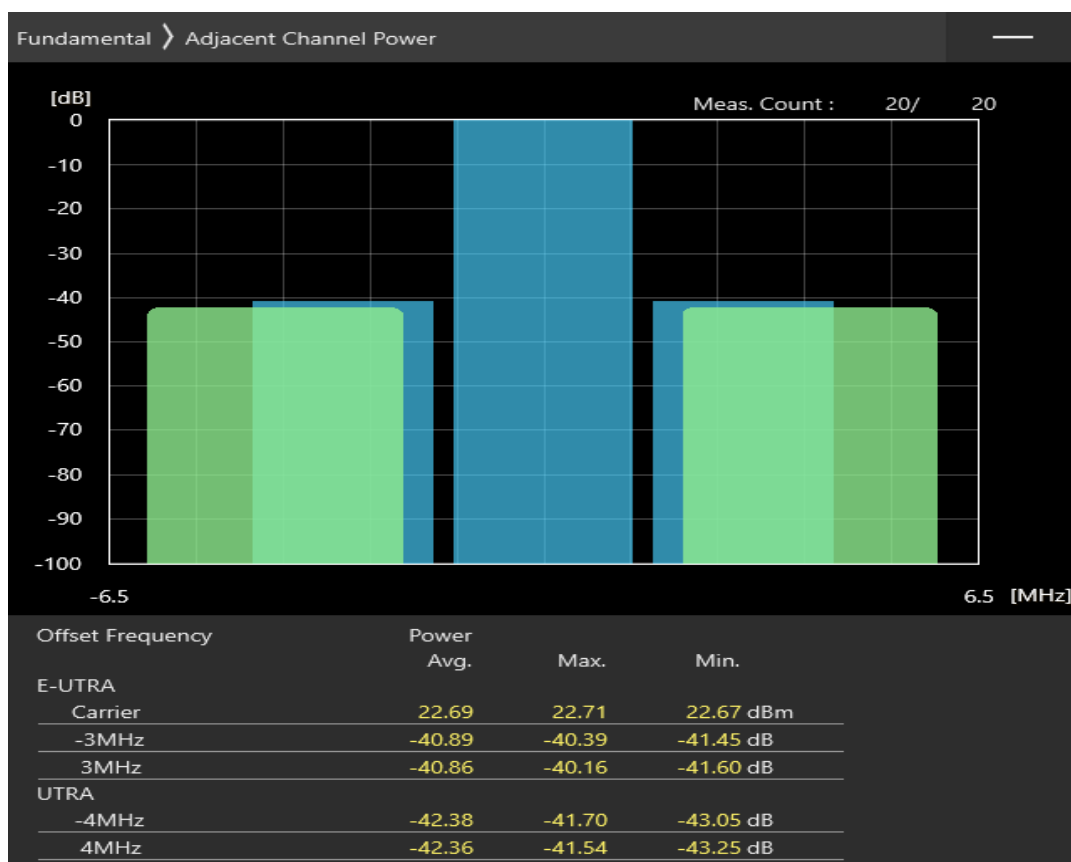 Fundamental 〉 Adjacent Channel Power
[dB]
Meas. Count : 20/ 20
0
-10
-20
-30
-40
-50
-60
-70
-80
-90
-100
-6.5 6.5 [MHz]
Offset Frequency Power
Avg. Max. Min.
E-UTRA
Carrier 22.69 22.71 22.67 dBm
-3MHz -40.89 -40.39 -41.45 dB
3MHz -40.86 -40.16 -41.60 dB
UTRA
-4MHz -42.38 -41.70 -43.05 dB
4MHz -42.36 -41.54 -43.25 dB